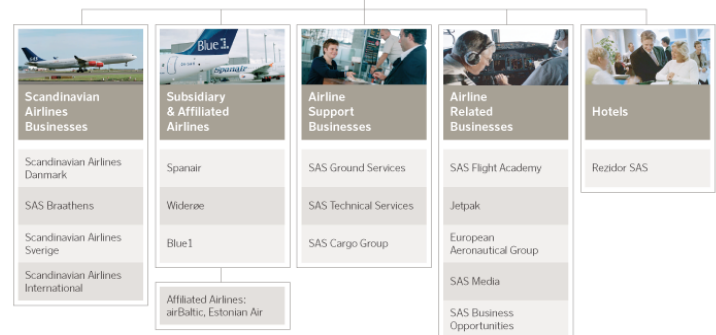 Scandinavian
Airlines
Businesses
Scandinavian Airlines
Danmark
SAS Braathens
Scandinavian Airlines
Sverige
Scandinavian Airlines
International
Blue1
Spanair
Subsidiary
& Affiliated
Airlines
Spanair
Widerøe
Blue1
Affiliated Airlines:
airBaltic, Estonian Air
Airline
Support
Businesses
SAS Ground Services
SAS Technical Services
SAS Cargo Group
Airline
Related
Businesses
SAS Flight Academy
Jetpak
European
Aeronautical Group
SAS Media
SAS Business
Opportunities
Hotels
Rezidor SAS